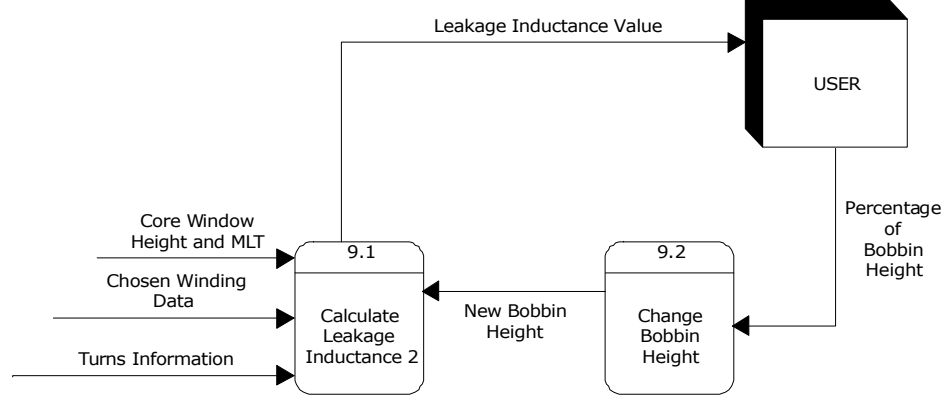 Leakage Inductance Value
USER
Percentage
of
Bobbin
Height
Core Window
Height and MLT
Chosen Winding
Data
Turns Information
9.1
Calculate
Leakage
Inductance 2
New Bobbin
Height
9.2
Change
Bobbin
Height